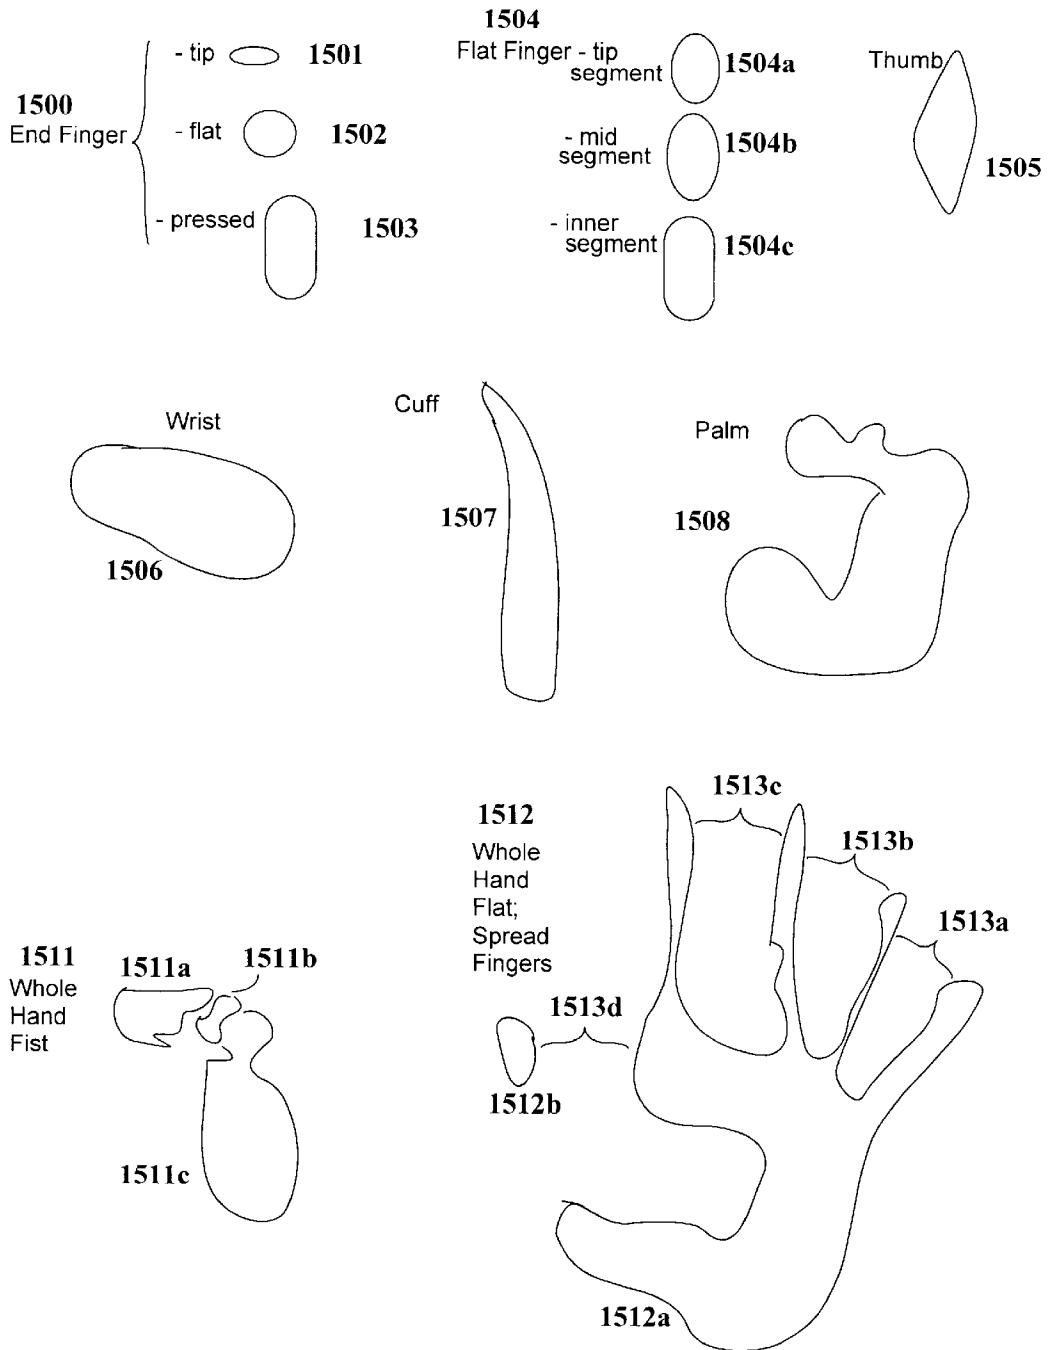 1500
End Finger
- tip
1501
- flat
1502
- pressed
1503
1504
Flat Finger - tip
segment
1504a
- mid
segment
1504b
- inner
segment
1504c
Thumb
1505
Wrist
1506
Cuff
1507
Palm
1508
1511
Whole
Hand
Fist
1511a
1511b
1511c
1512
Whole
Hand
Flat;
Spread
Fingers
1513c
1513b
1513a
1513d
1512b
1512a